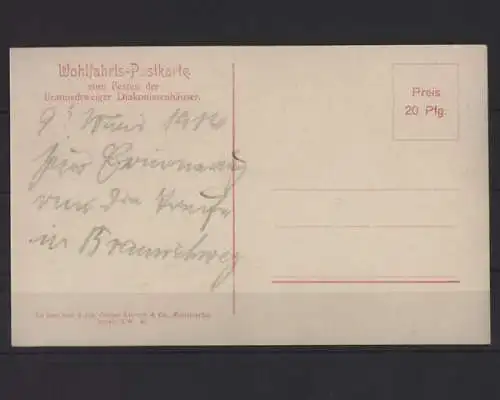 Wohlfahrts-Postkarte
zum Besten der
Braunschweiger Diakonissenhäuser.
Preis
20 Pfg.
9. Mai 1914
Zur Erinnerung
an die Taufe
in Braunschweig